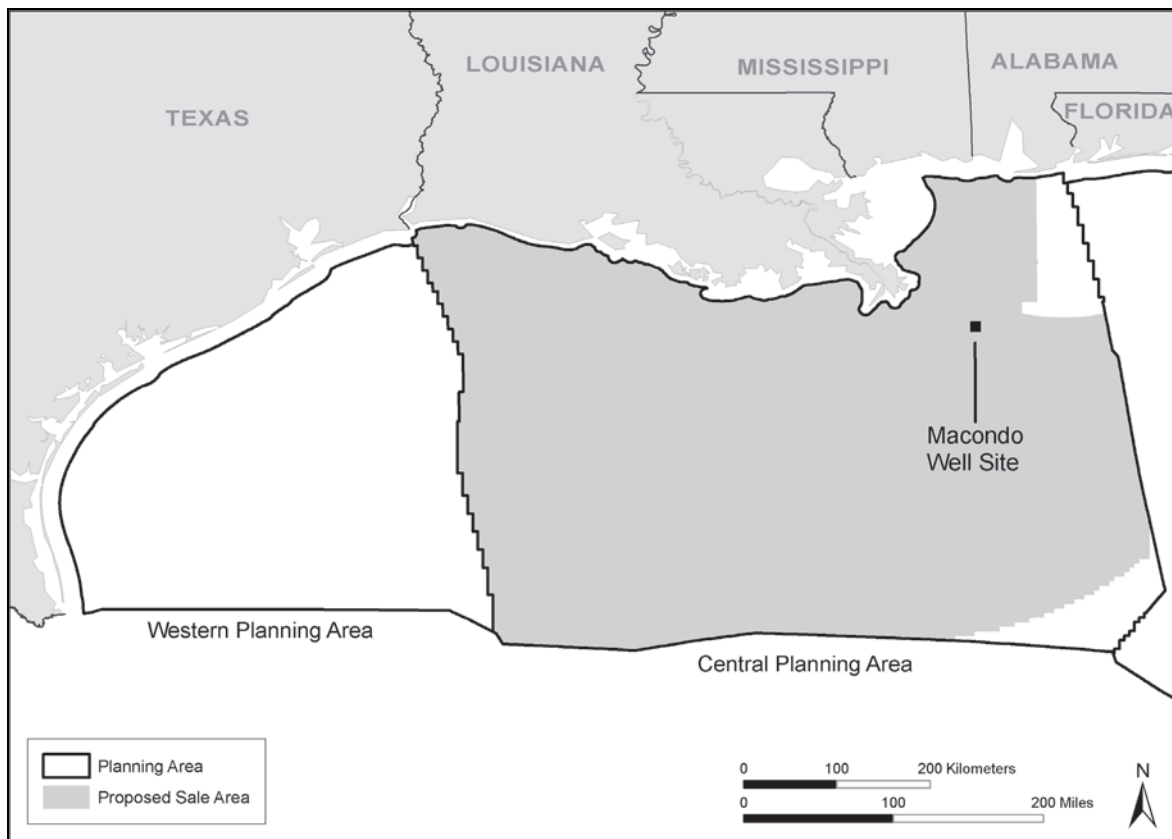 LOUISIANA
MISSISSIPPI
ALABAMA
TEXAS
FLORIDA
Macondo
Well Site
Western Planning Area
Central Planning Area
Planning Area
Proposed Sale Area
0 100 200 Kilometers
0 100 200 Miles
N